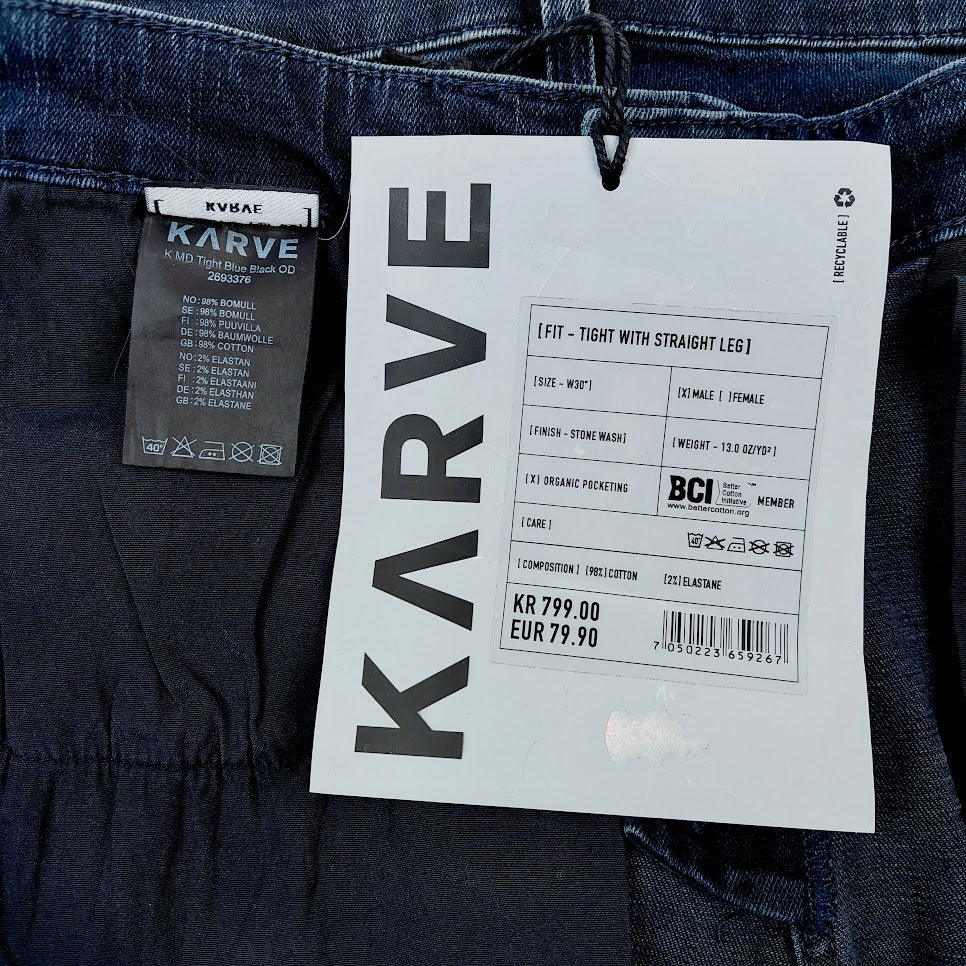 KARVE
KARVE
K MD Tight Blue Black OD
2693376
NO: 98% BOMULL
SE: 98% BOMULL
FI : 98% PUUVILLA
DE: 98% BAUMWOLLE
GB: 98% COTTON
NO: 2% ELASTAN
SE: 2% ELASTAN
FI : 2% ELASTAANI
DE: 2% ELASTHAN
GB: 2% ELASTANE
40°
KARVE
[RECYCLABLE]
[FIT - TIGHT WITH STRAIGHT LEG]
[SIZE - W30"]
[X] MALE [ ] FEMALE
[FINISH - STONE WASH]
[WEIGHT - 13.0 OZ/YD²]
[X] ORGANIC POCKETING
BCI Better Cotton Initiative ™ MEMBER
www.bettercotton.org
[CARE]
40°
[COMPOSITION] [98%] COTTON [2%] ELASTANE
KR 799.00
EUR 79.90
7 050223 659267